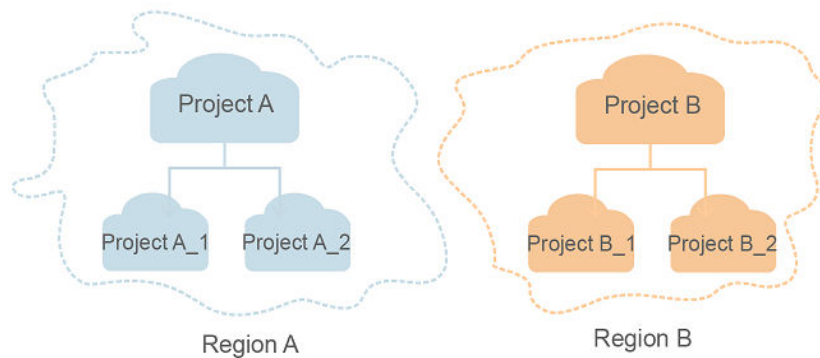 Project A
Project B
Project A_1
Project A_2
Project B_1
Project B_2
Region A
Region B